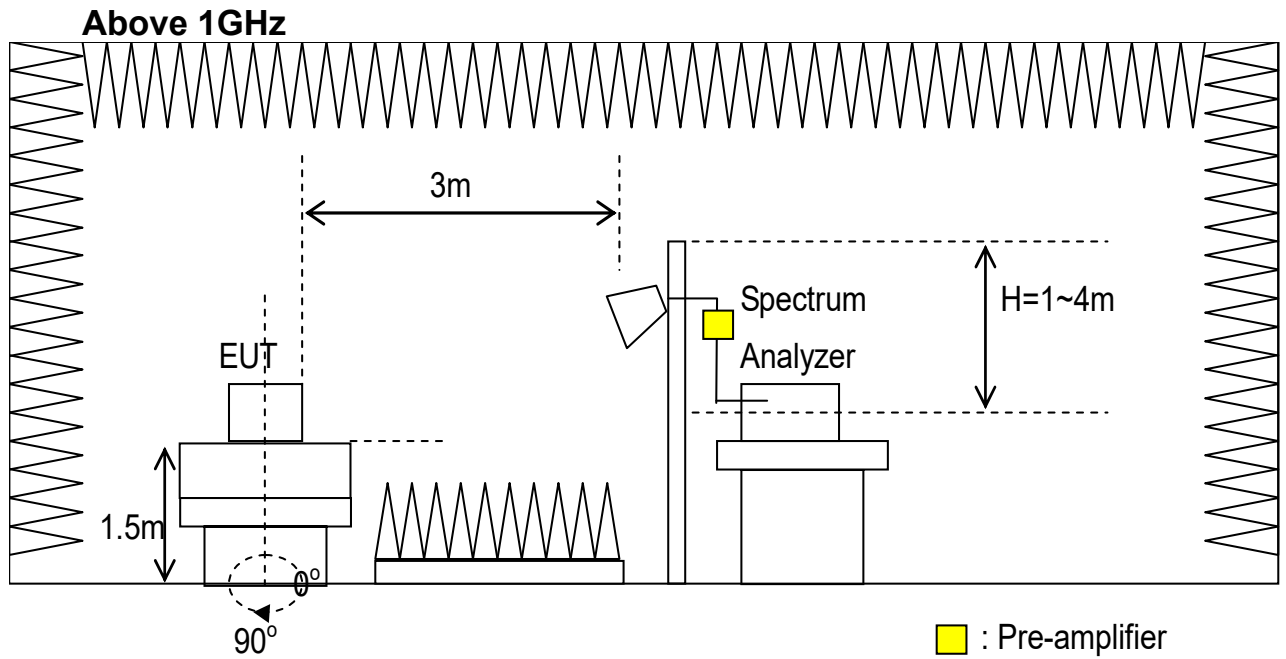 Above 1GHz
3m
Spectrum
H=1~4m
EUT
Analyzer
1.5m
0°
90°
: Pre-amplifier